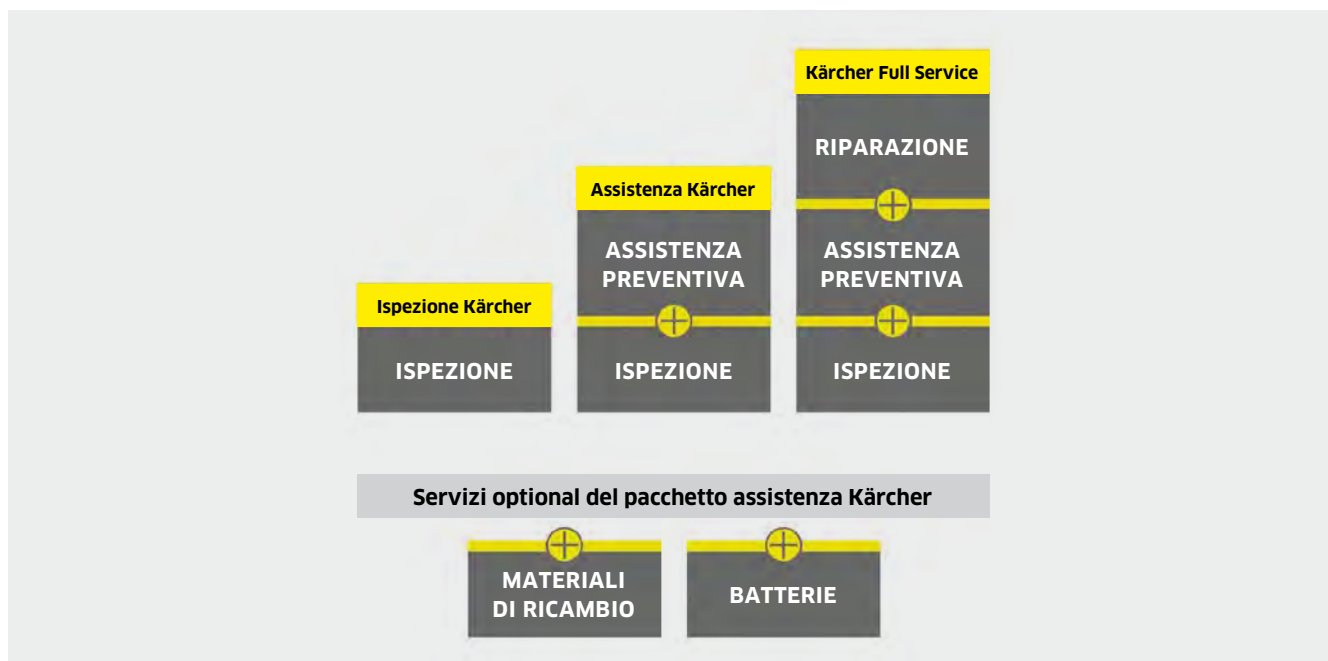 Ispezione Kärcher
ISPEZIONE
Assistenza Kärcher
ASSISTENZA
PREVENTIVA
ISPEZIONE
Kärcher Full Service
RIPARAZIONE
ASSISTENZA
PREVENTIVA
ISPEZIONE
Servizi optional del pacchetto assistenza Kärcher
MATERIALI
DI RICAMBIO
BATTERIE